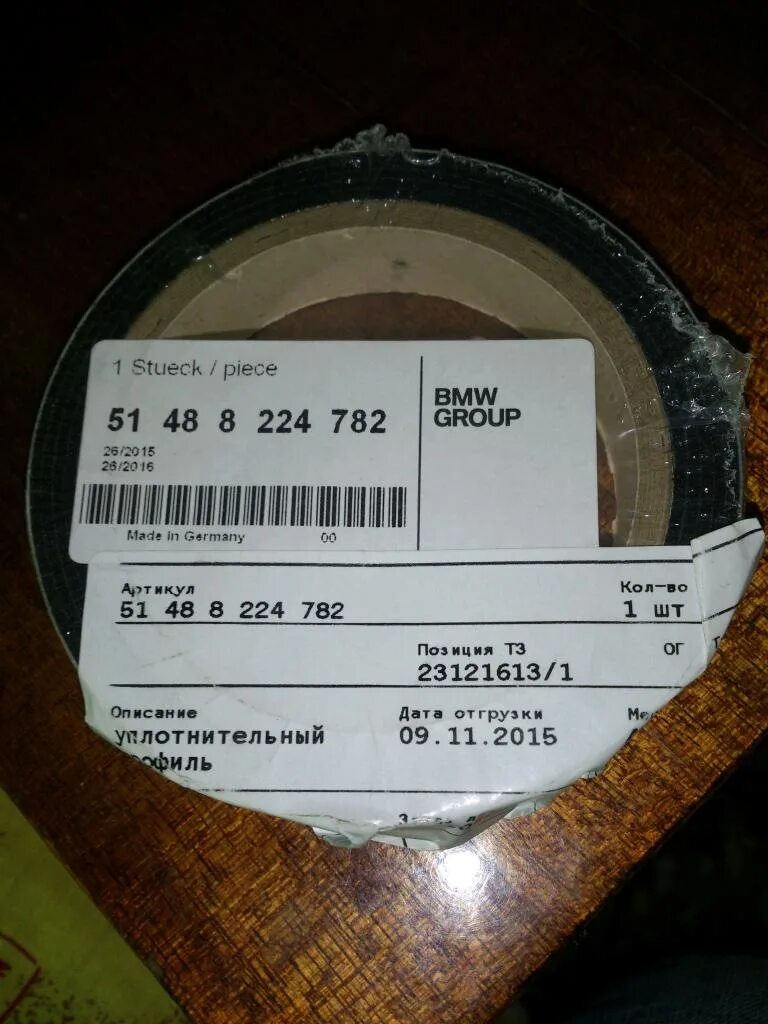 1 Stueck / piece
51 48 8 224 782
26/2015
26/2016
Made in Germany 00
BMW
GROUP
Артикул
51 48 8 224 782
Кол-во
1 шт
Позиция ТЗ
23121613/1
ОГ
Описание
уплотнительный
Дата отгрузки
09.11.2015